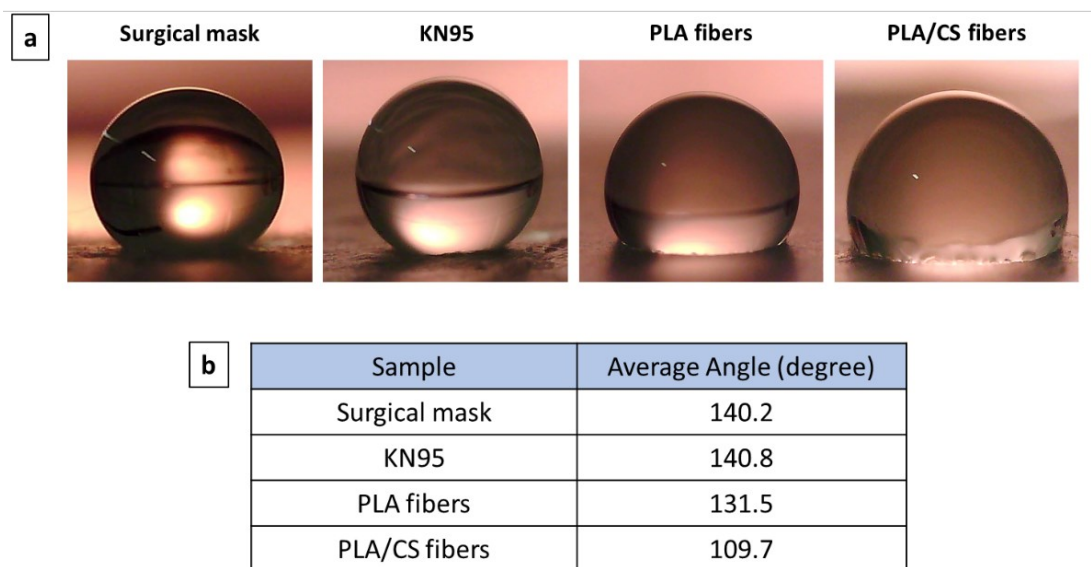 a
Surgical mask KN95 PLA fibers PLA/CS fibers
b
Sample Average Angle (degree)
Surgical mask 140.2
KN95 140.8
PLA fibers 131.5
PLA/CS fibers 109.7